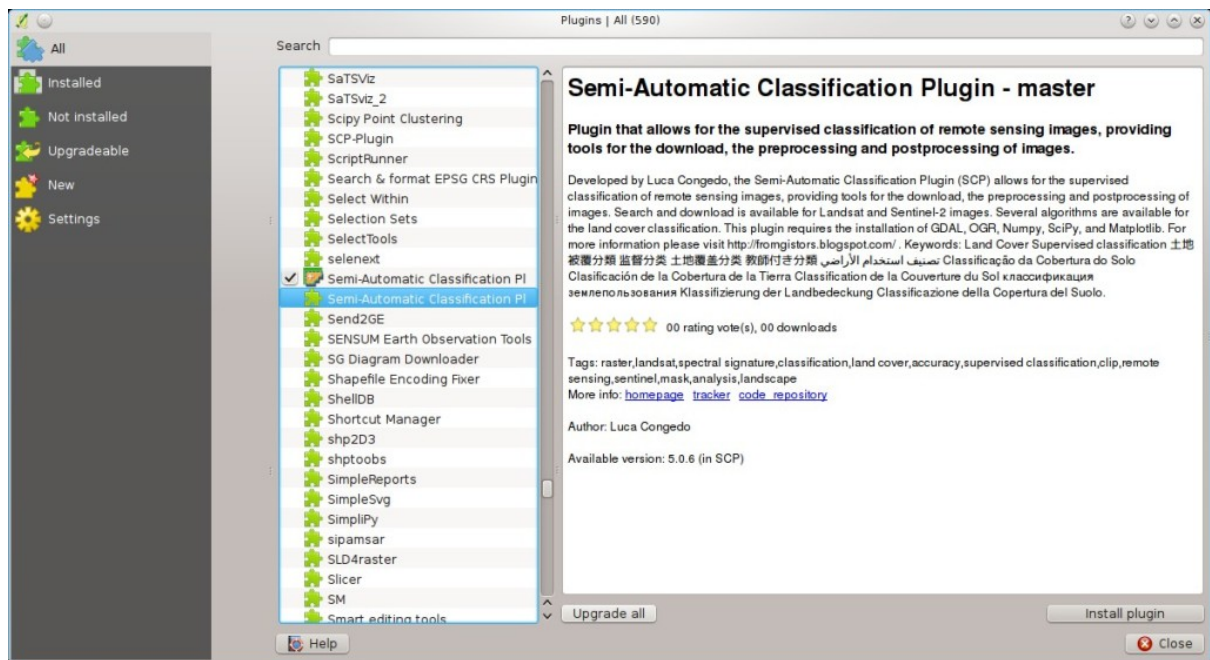 Plugins | All (590)
All
Installed
Not installed
Upgradeable
New
Settings
Search
SaTSViz
SaTSviz_2
Scipy Point Clustering
SCP-Plugin
ScriptRunner
Search & format EPSG CRS Plugin
Select Within
Selection Sets
SelectTools
selenext
Semi-Automatic Classification Pl
Semi-Automatic Classification Pl
Send2GE
SENSUM Earth Observation Tools
SG Diagram Downloader
Shapefile Encoding Fixer
ShellDB
Shortcut Manager
shp2D3
shptoobs
SimpleReports
SimpleSvg
SimpliPy
sipamsar
SLD4raster
Slicer
SM
Smart editing tools
Semi-Automatic Classification Plugin - master
Plugin that allows for the supervised classification of remote sensing images, providing
tools for the download, the preprocessing and postprocessing of images.
Developed by Luca Congedo, the Semi-Automatic Classification Plugin (SCP) allows for the supervised
classification of remote sensing images, providing tools for the download, the preprocessing and postprocessing of
images. Search and download is available for Landsat and Sentinel-2 images. Several algorithms are available for
the land cover classification. This plugin requires the installation of GDAL, OGR, Numpy, SciPy, and Matplotlib. For
more information please visit http://fromgistors.blogspot.com/ . Keywords: Land Cover Supervised classification 土地
被覆分類 监督分类 土地覆盖分类 教師付き分類 تصنيف استخدام الأراضي Classificação da Cobertura do Solo
Clasificación de la Cobertura de la Tierra Classification de la Couverture du Sol классификация
землепользования Klassifizierung der Landbedeckung Classificazione della Copertura del Suolo.
00 rating vote(s), 00 downloads
Tags: raster,landsat,spectral signature,classification,land cover,accuracy,supervised classification,clip,remote
sensing,sentinel,mask,analysis,landscape
More info: homepage tracker code repository
Author: Luca Congedo
Available version: 5.0.6 (in SCP)
Upgrade all
Install plugin
Help
Close